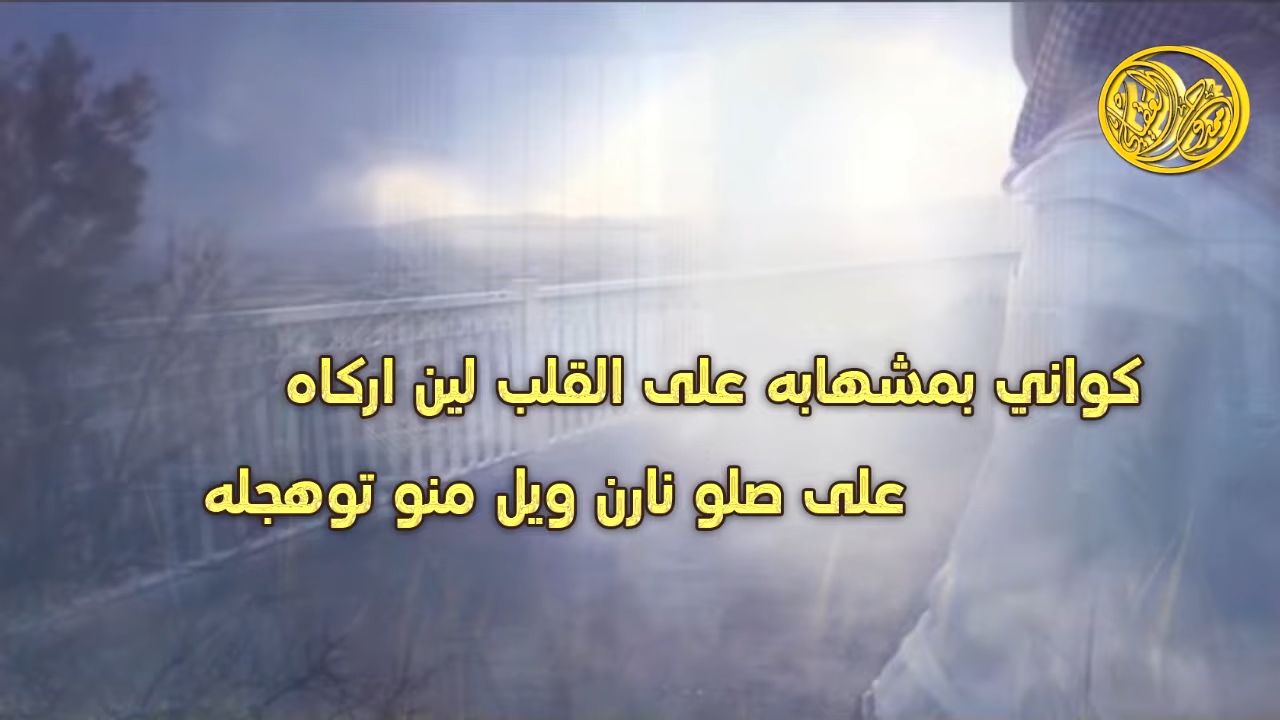 كواني بمشهابه على القلب لين اركاه
على صلو نارن ويل منو توهجله